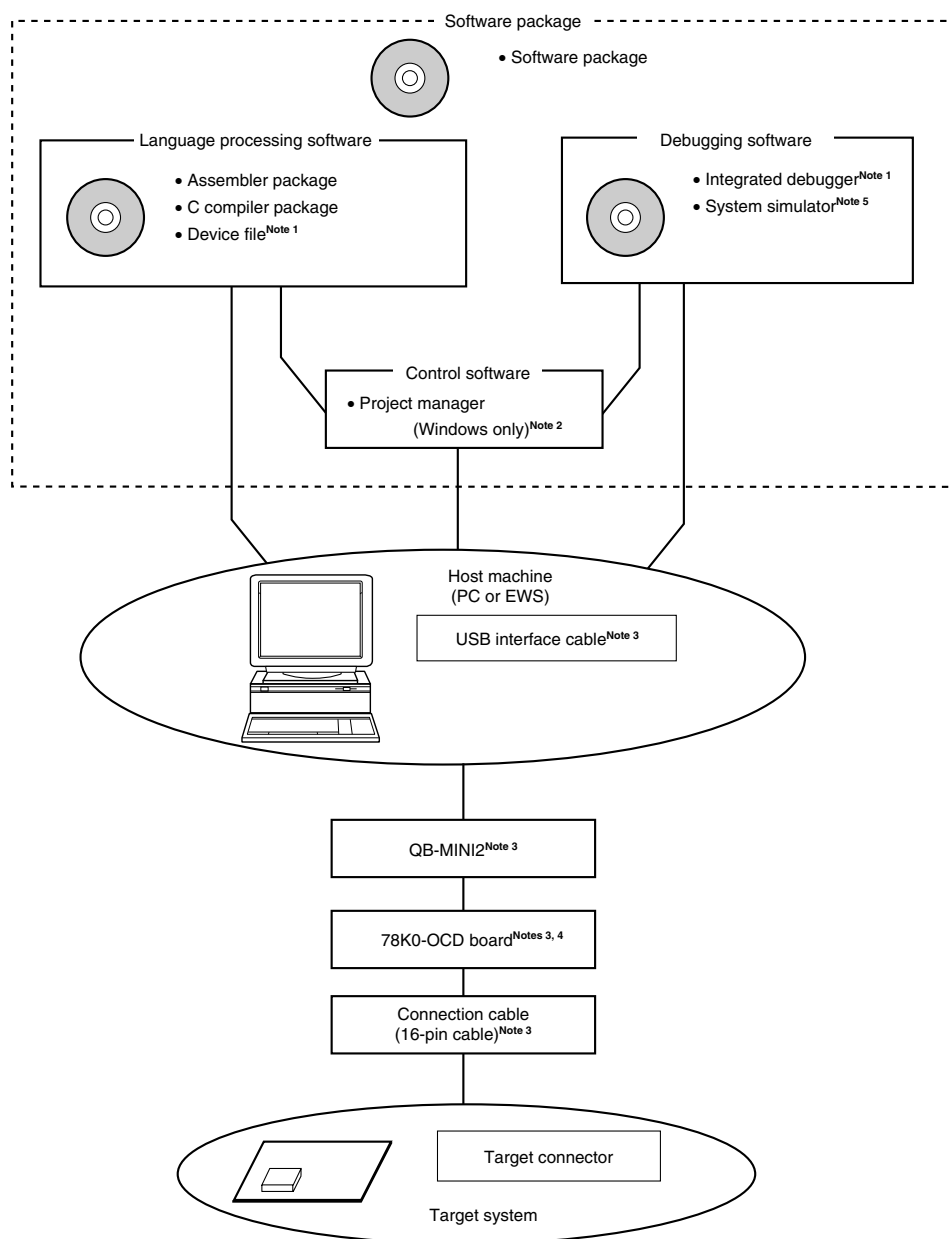 Software package
• Software package
Language processing software
• Assembler package
• C compiler package
• Device fileNote 1
Debugging software
• Integrated debuggerNote 1
• System simulatorNote 5
Control software
• Project manager
(Windows only)Note 2
Host machine
(PC or EWS)
USB interface cableNote 3
QB-MINI2Note 3
78K0-OCD boardNotes 3, 4
Connection cable
(16-pin cable)Note 3
Target connector
Target system